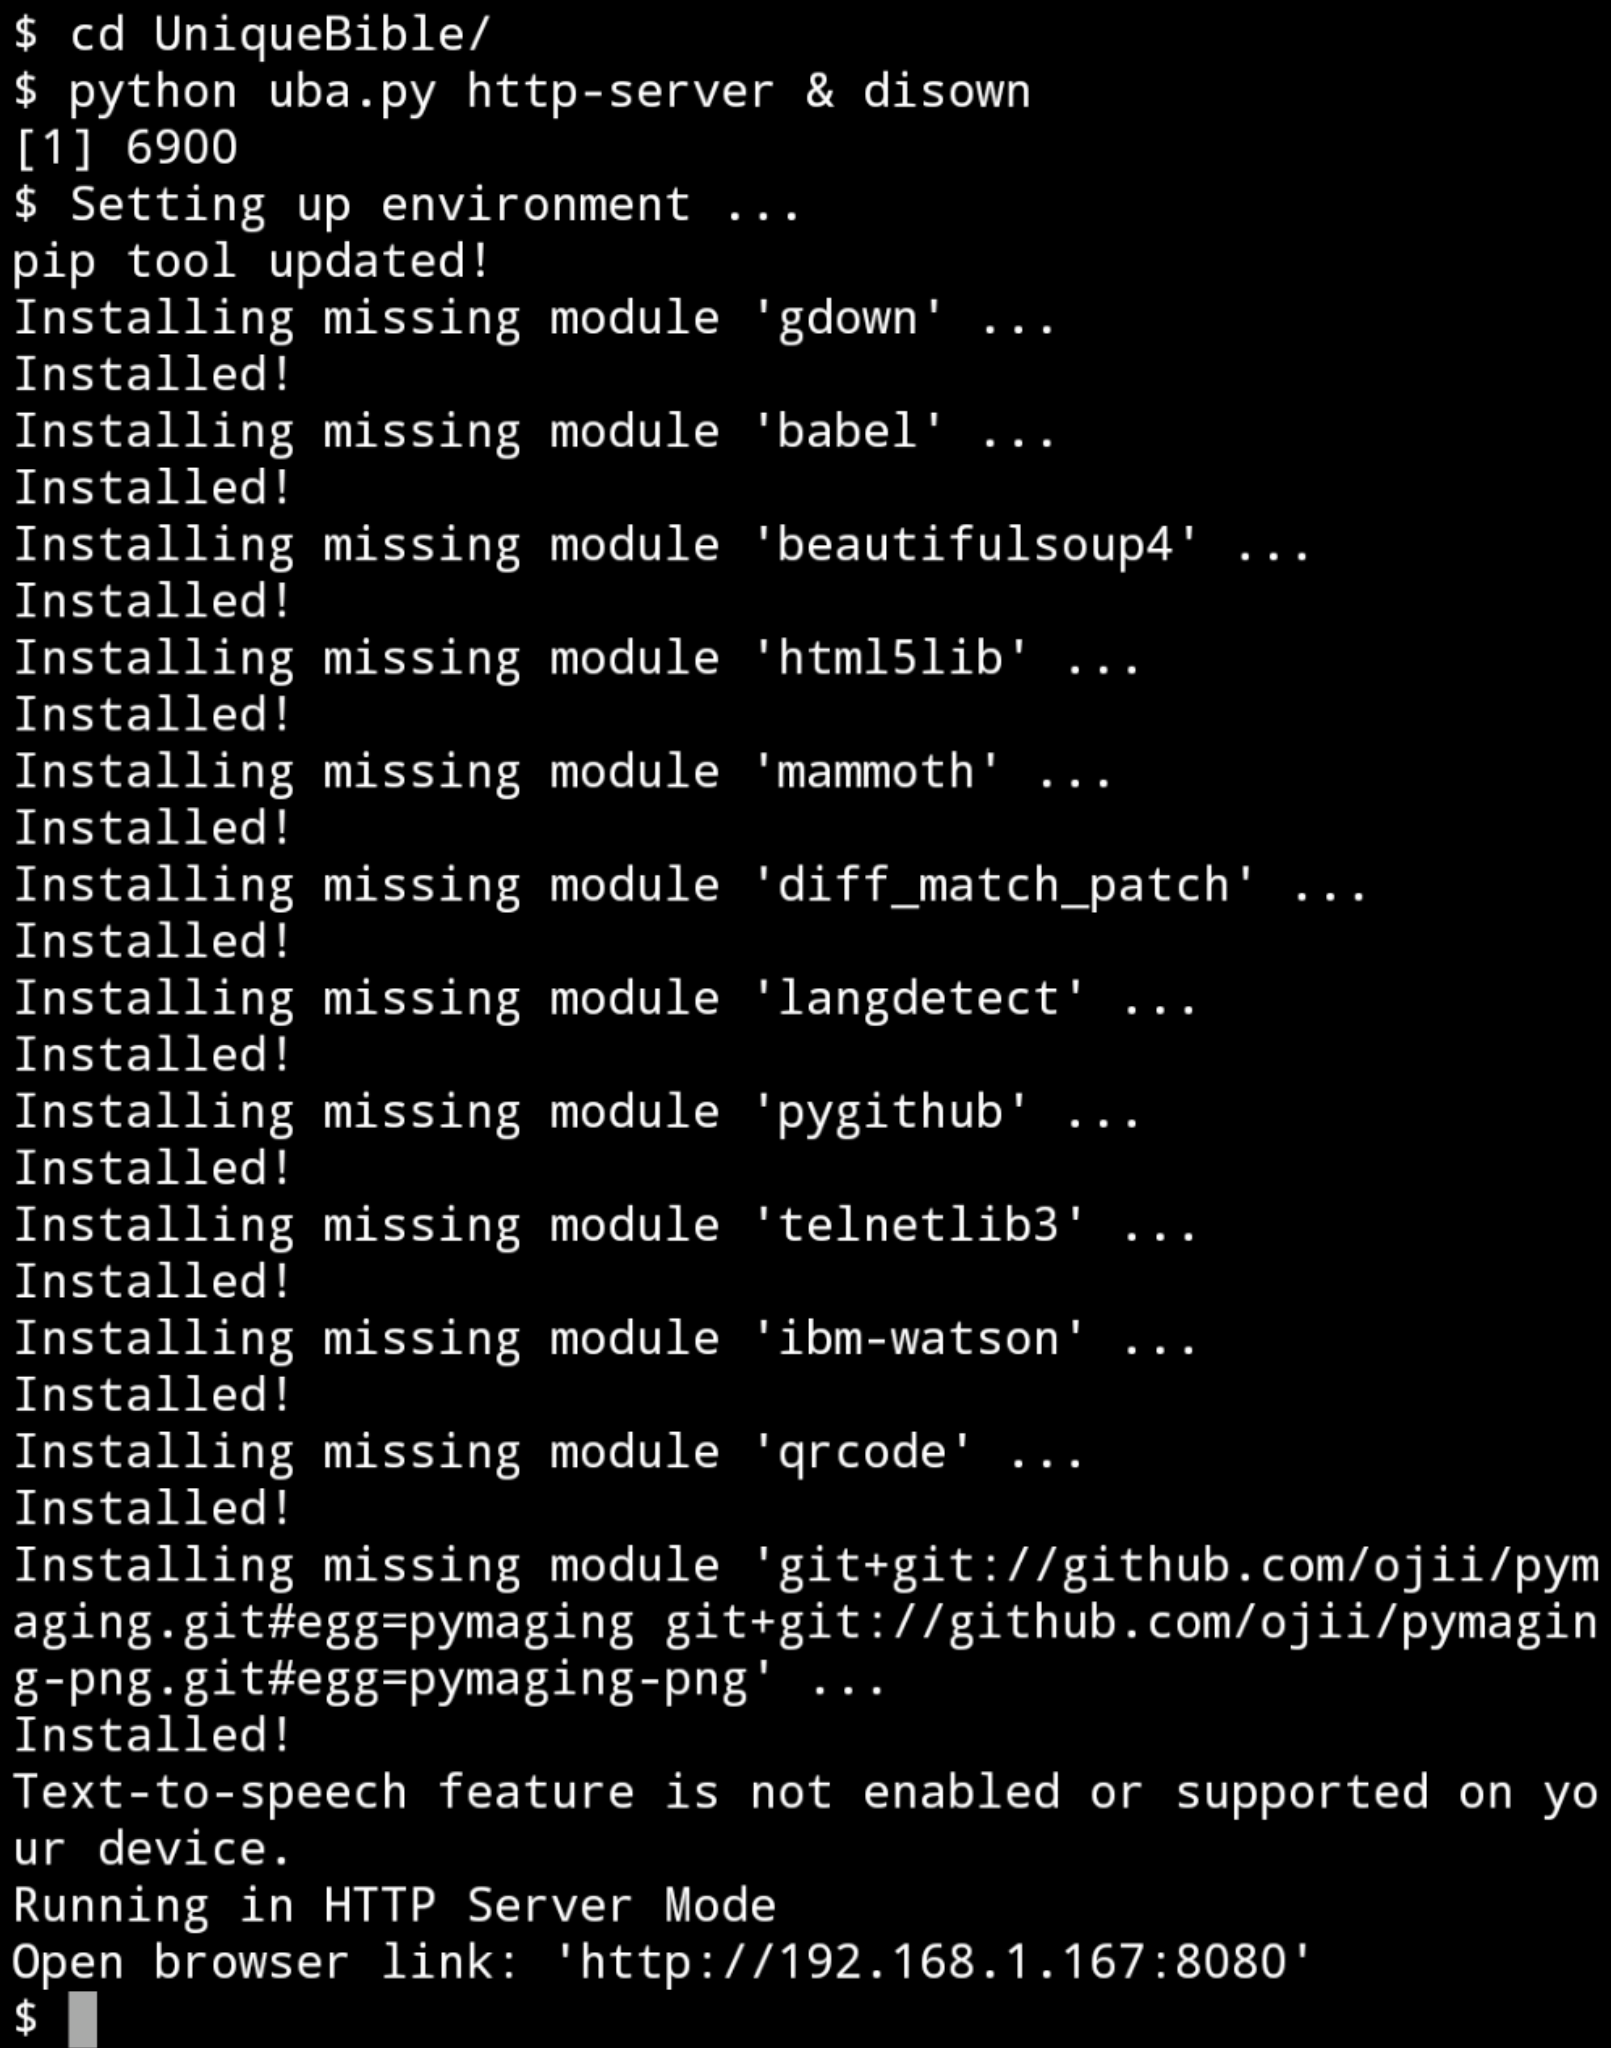 $ cd UniqueBible/
$ python uba.py http-server & disown
[1] 6900
$ Setting up environment ...
pip tool updated!
Installing missing module 'gdown' ...
Installed!
Installing missing module 'babel' ...
Installed!
Installing missing module 'beautifulsoup4' ...
Installed!
Installing missing module 'html5lib' ...
Installed!
Installing missing module 'mammoth' ...
Installed!
Installing missing module 'diff_match_patch' ...
Installed!
Installing missing module 'langdetect' ...
Installed!
Installing missing module 'pygithub' ...
Installed!
Installing missing module 'telnetlib3' ...
Installed!
Installing missing module 'ibm-watson' ...
Installed!
Installing missing module 'qrcode' ...
Installed!
Installing missing module 'git+git://github.com/ojii/pym
aging.git#egg=pymaging git+git://github.com/ojii/pymagin
g-png.git#egg=pymaging-png' ...
Installed!
Text-to-speech feature is not enabled or supported on yo
ur device.
Running in HTTP Server Mode
Open browser link: 'http://192.168.1.167:8080'
$